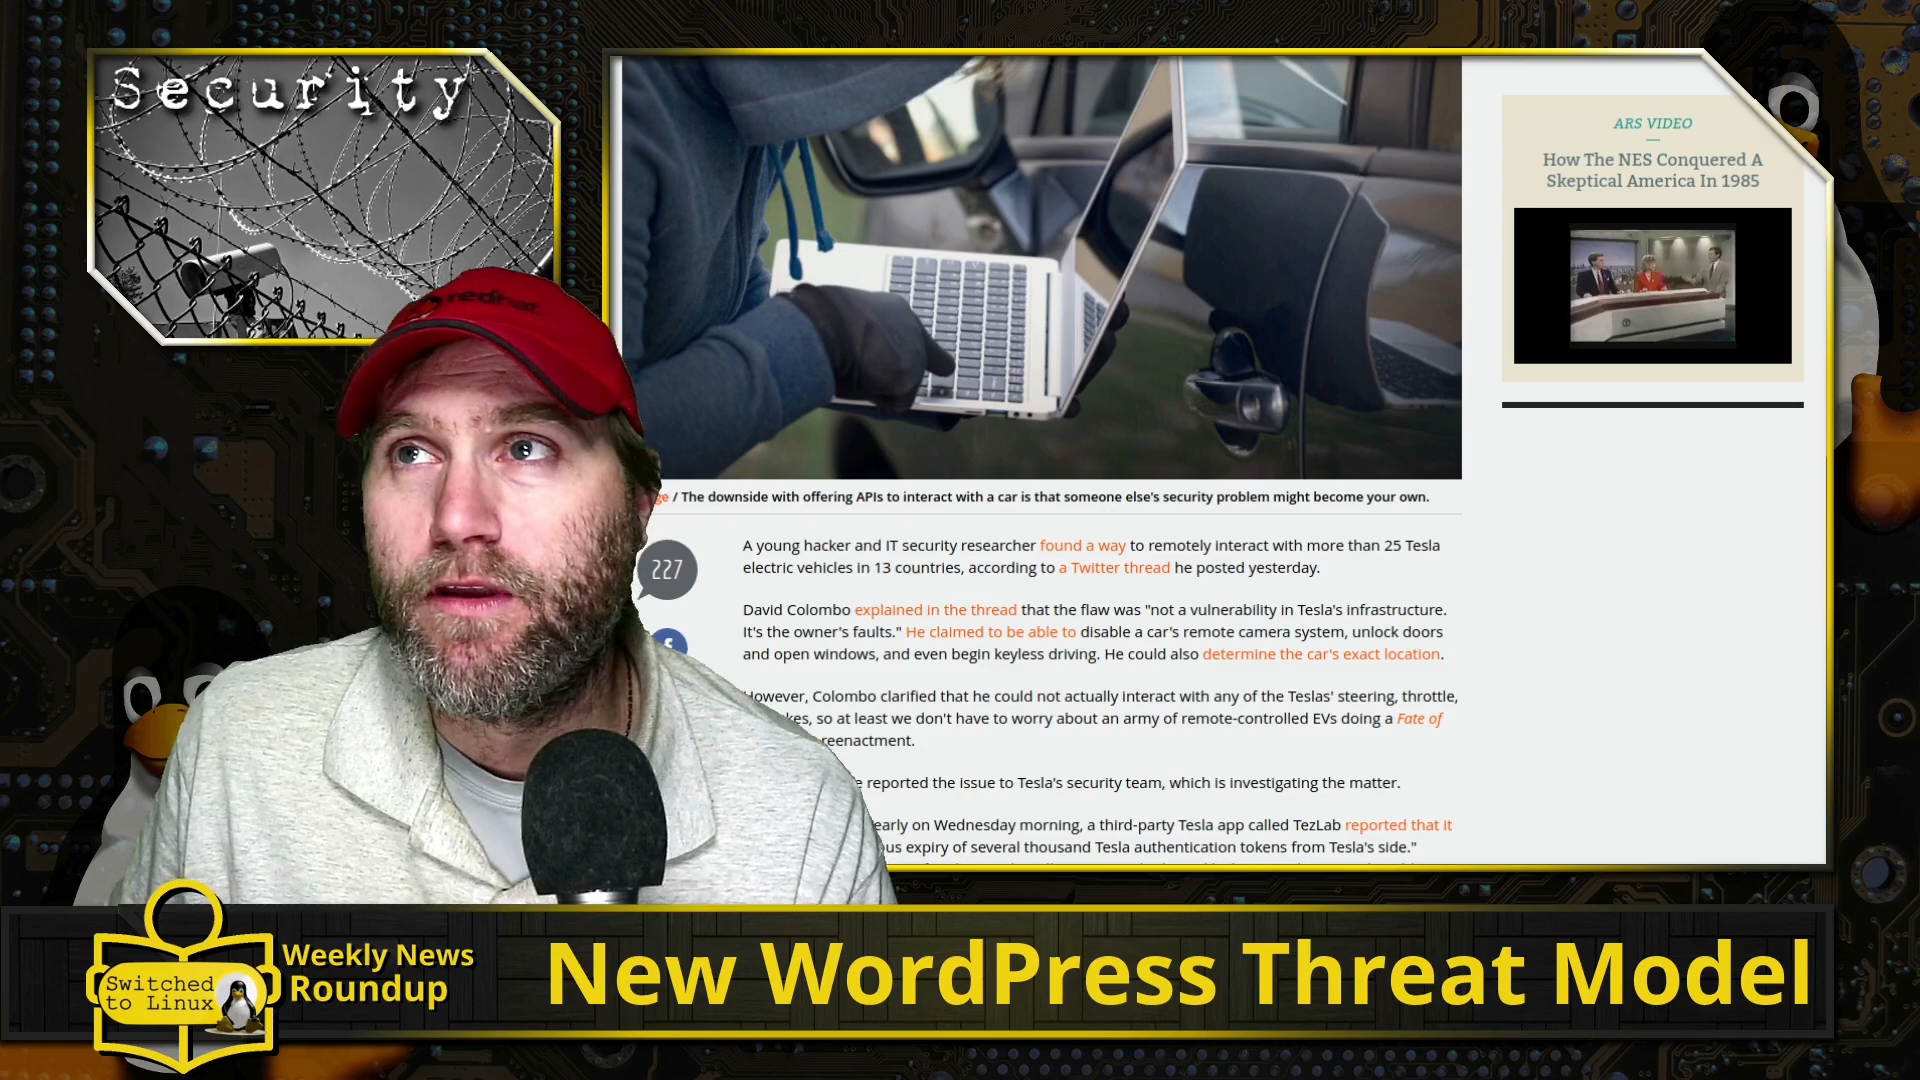 Security
redhat
ARS VIDEO
How The NES Conquered A
Skeptical America In 1985
ge / The downside with offering APIs to interact with a car is that someone else's security problem might become your own.
227
A young hacker and IT security researcher found a way to remotely interact with more than 25 Tesla
electric vehicles in 13 countries, according to a Twitter thread he posted yesterday.
David Colombo explained in the thread that the flaw was "not a vulnerability in Tesla's infrastructure.
It's the owner's faults." He claimed to be able to disable a car's remote camera system, unlock doors
and open windows, and even begin keyless driving. He could also determine the car's exact location.
However, Colombo clarified that he could not actually interact with any of the Teslas' steering, throttle,
kes, so at least we don't have to worry about an army of remote-controlled EVs doing a Fate of
reenactment.
e reported the issue to Tesla's security team, which is investigating the matter.
early on Wednesday morning, a third-party Tesla app called TezLab reported that it
us expiry of several thousand Tesla authentication tokens from Tesla's side."
Switched
to Linux
Weekly News
Roundup
New WordPress Threat Model